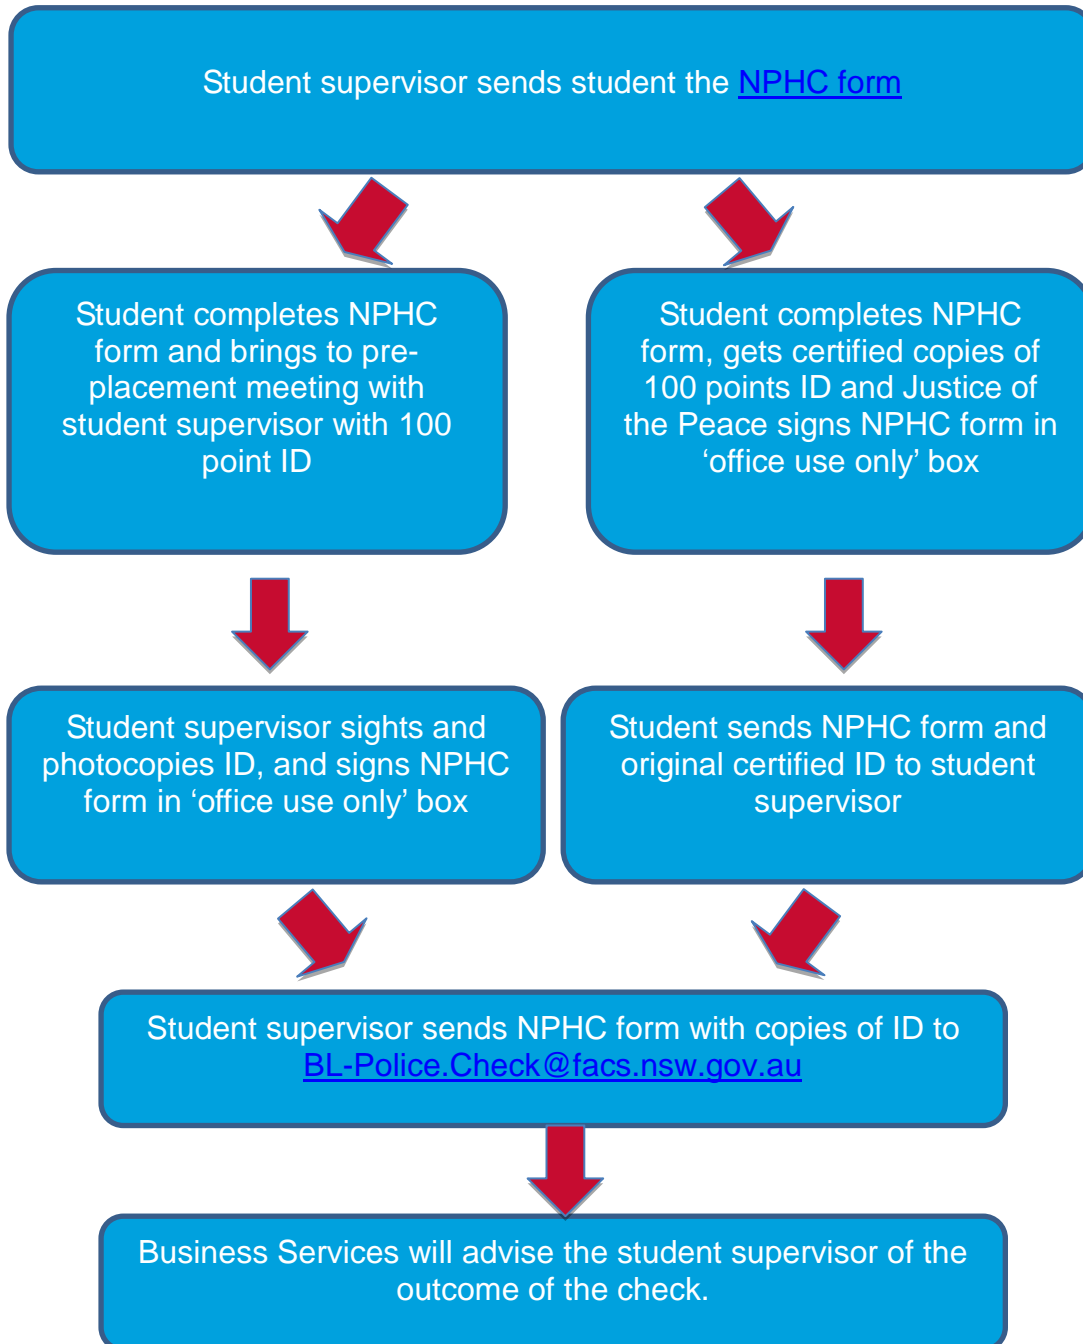 Student supervisor sends student the NPHC form
Student completes NPHC
form and brings to pre-
placement meeting with
student supervisor with 100
point ID
Student completes NPHC
form, gets certified copies of
100 points ID and Justice of
the Peace signs NPHC form in
‘office use only’ box
Student supervisor sights and
photocopies ID, and signs NPHC
form in ‘office use only’ box
Student sends NPHC form and
original certified ID to student
supervisor
Student supervisor sends NPHC form with copies of ID to
BL-Police.Check@facs.nsw.gov.au
Business Services will advise the student supervisor of the
outcome of the check.